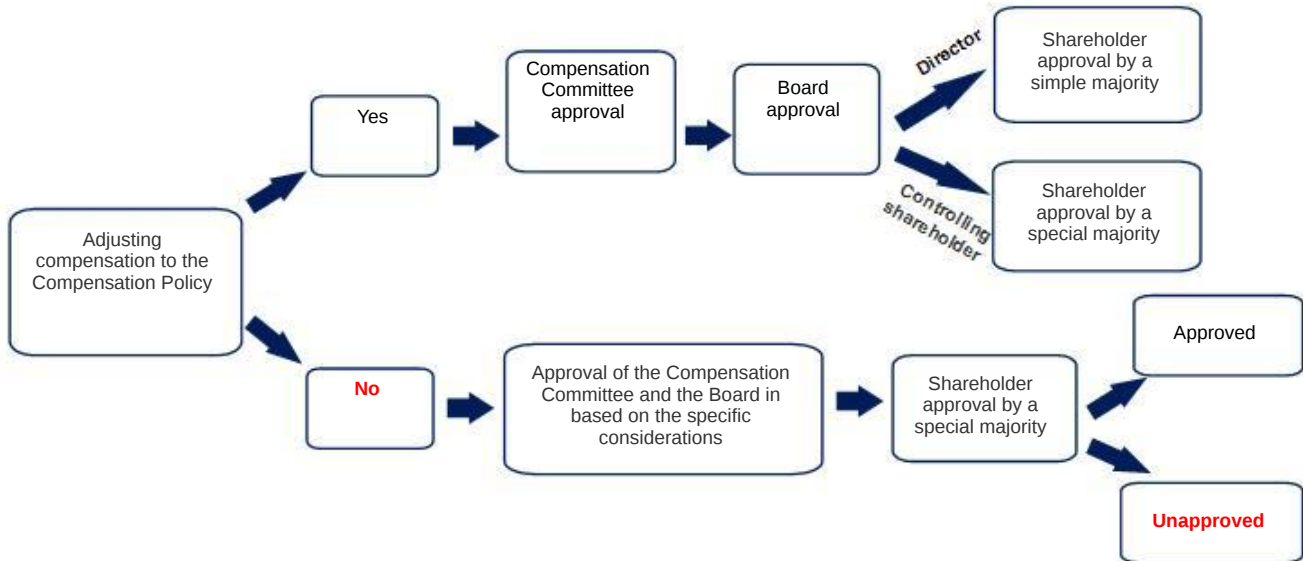 Yes
Compensation
Committee
approval
Board
approval
Director
Shareholder
approval by a
simple majority
Controlling
shareholder
Shareholder
approval by a
special majority
Adjusting
compensation to the
Compensation Policy
No
Approval of the Compensation
Committee and the Board in
based on the specific
considerations
Shareholder
approval by a
special majority
Approved
Unapproved